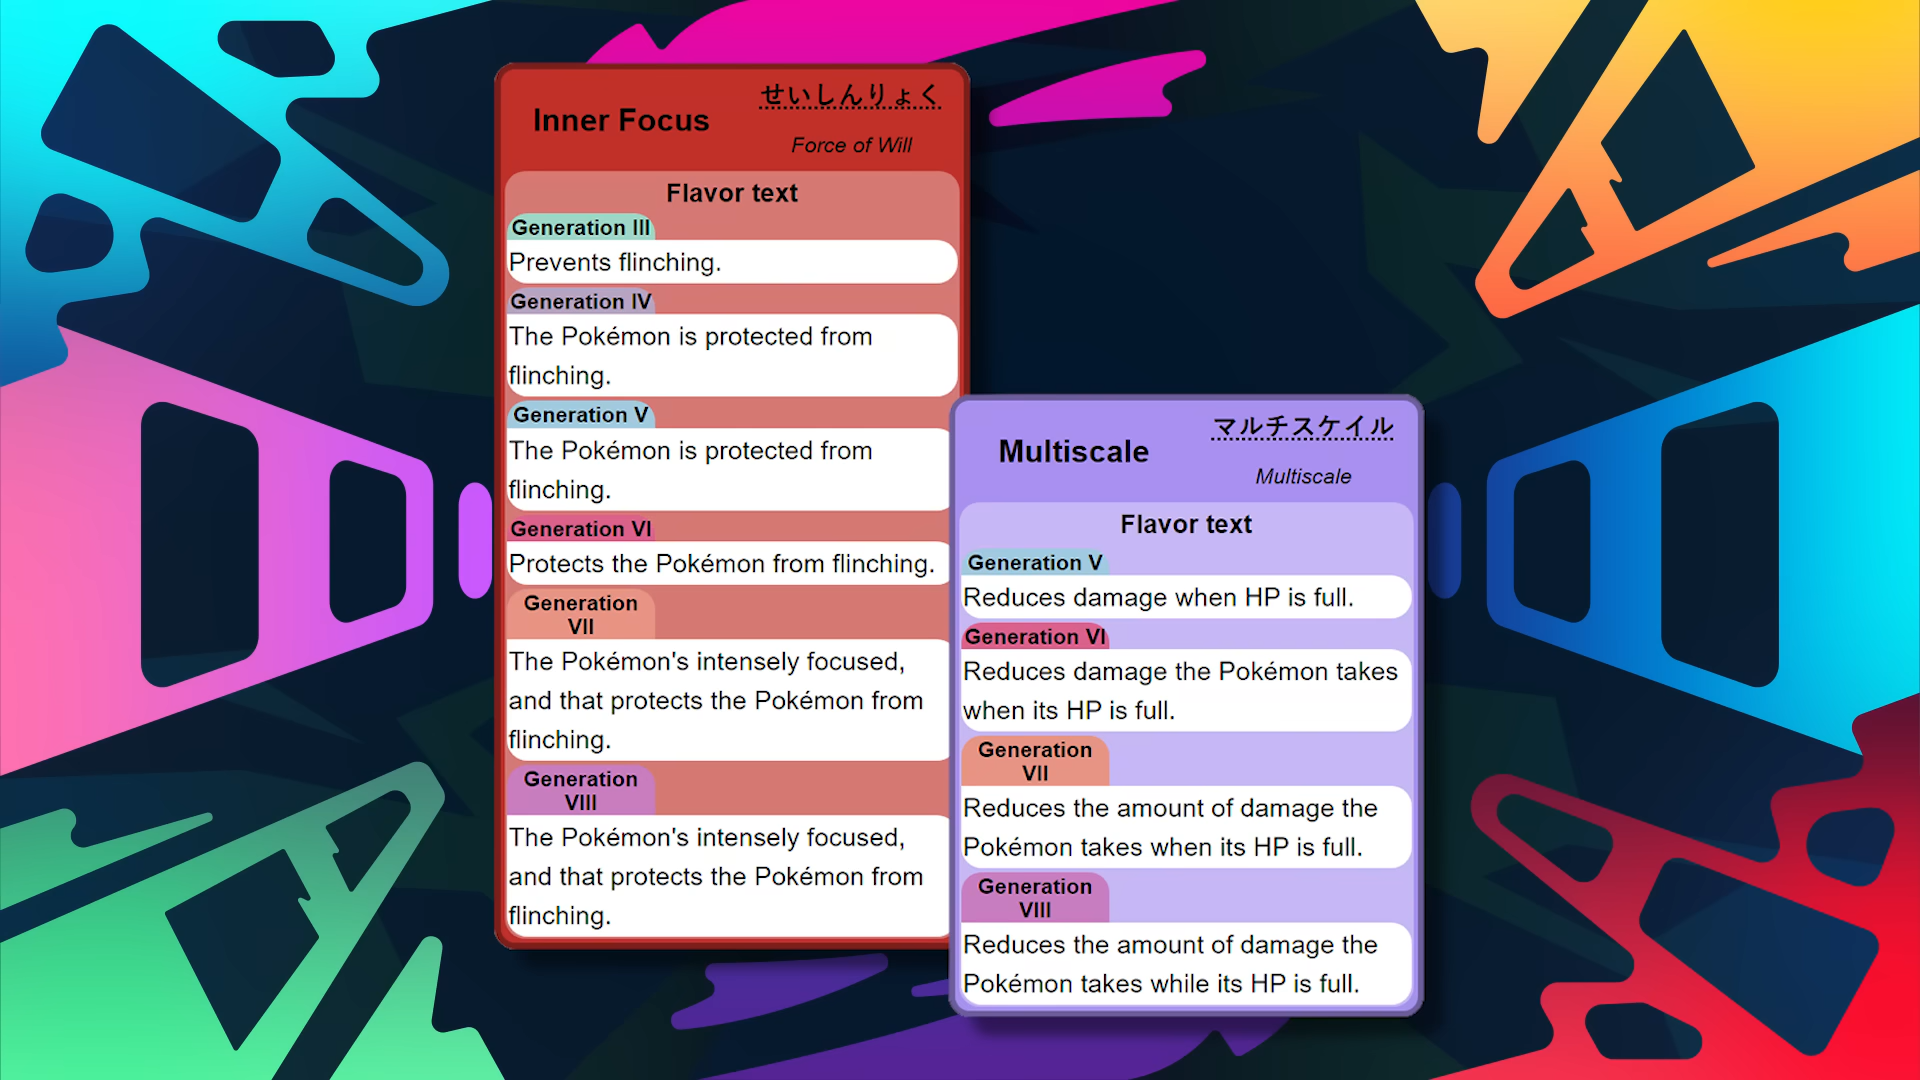 Inner Focus
せいしんりょく
Force of Will
Flavor text
Generation III
Prevents flinching.
Generation IV
The Pokémon is protected from
flinching.
Generation V
The Pokémon is protected from
flinching.
Generation VI
Protects the Pokémon from flinching.
Generation
VII
The Pokémon's intensely focused,
and that protects the Pokémon from
flinching.
Generation
VIII
The Pokémon's intensely focused,
and that protects the Pokémon from
flinching.
Multiscale
マルチスケイル
Multiscale
Flavor text
Generation V
Reduces damage when HP is full.
Generation VI
Reduces damage the Pokémon takes
when its HP is full.
Generation
VII
Reduces the amount of damage the
Pokémon takes when its HP is full.
Generation
VIII
Reduces the amount of damage the
Pokémon takes while its HP is full.